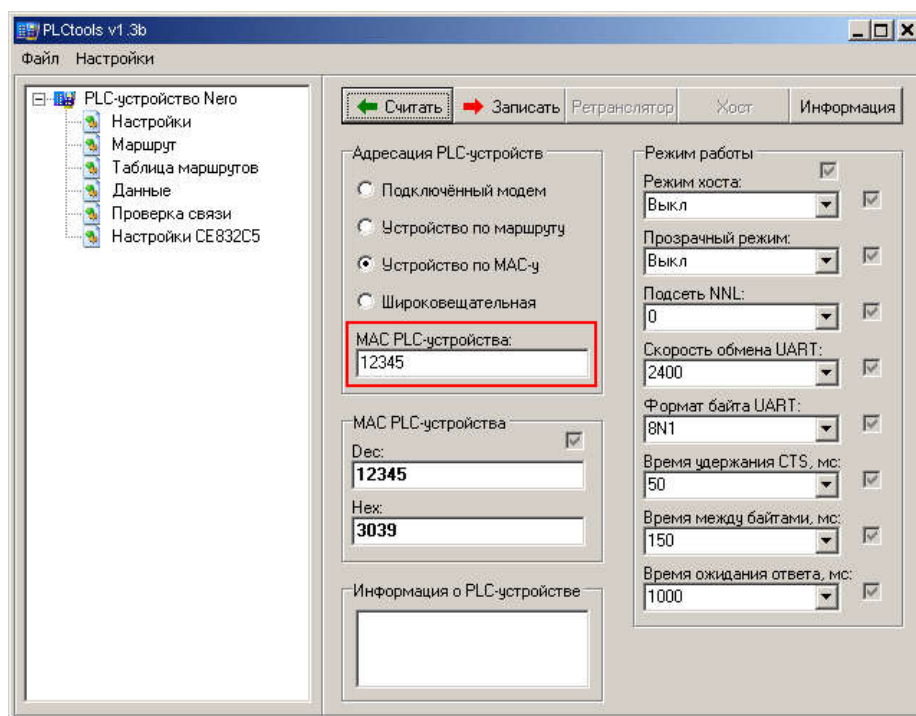 PLCtools v1.3b
Файл Настройки
PLC-устройство Nero
Настройки
Маршрут
Таблица маршрутов
Данные
Проверка связи
Настройки CE832C5
Считать Записать Ретранслятор Хост Информация
Адресация PLC-устройств
Подключённый модем
Устройство по маршруту
Устройство по MAC-у
Широковещательная
MAC PLC-устройства:
12345
MAC PLC-устройства
Dec:
12345
Hex:
3039
Информация о PLC-устройстве
Режим работы
Режим хоста:
Выкл
Прозрачный режим:
Выкл
Подсеть NNL:
0
Скорость обмена UART:
2400
Формат байта UART:
8N1
Время удержания CTS, мс:
50
Время между байтами, мс:
150
Время ожидания ответа, мс:
1000